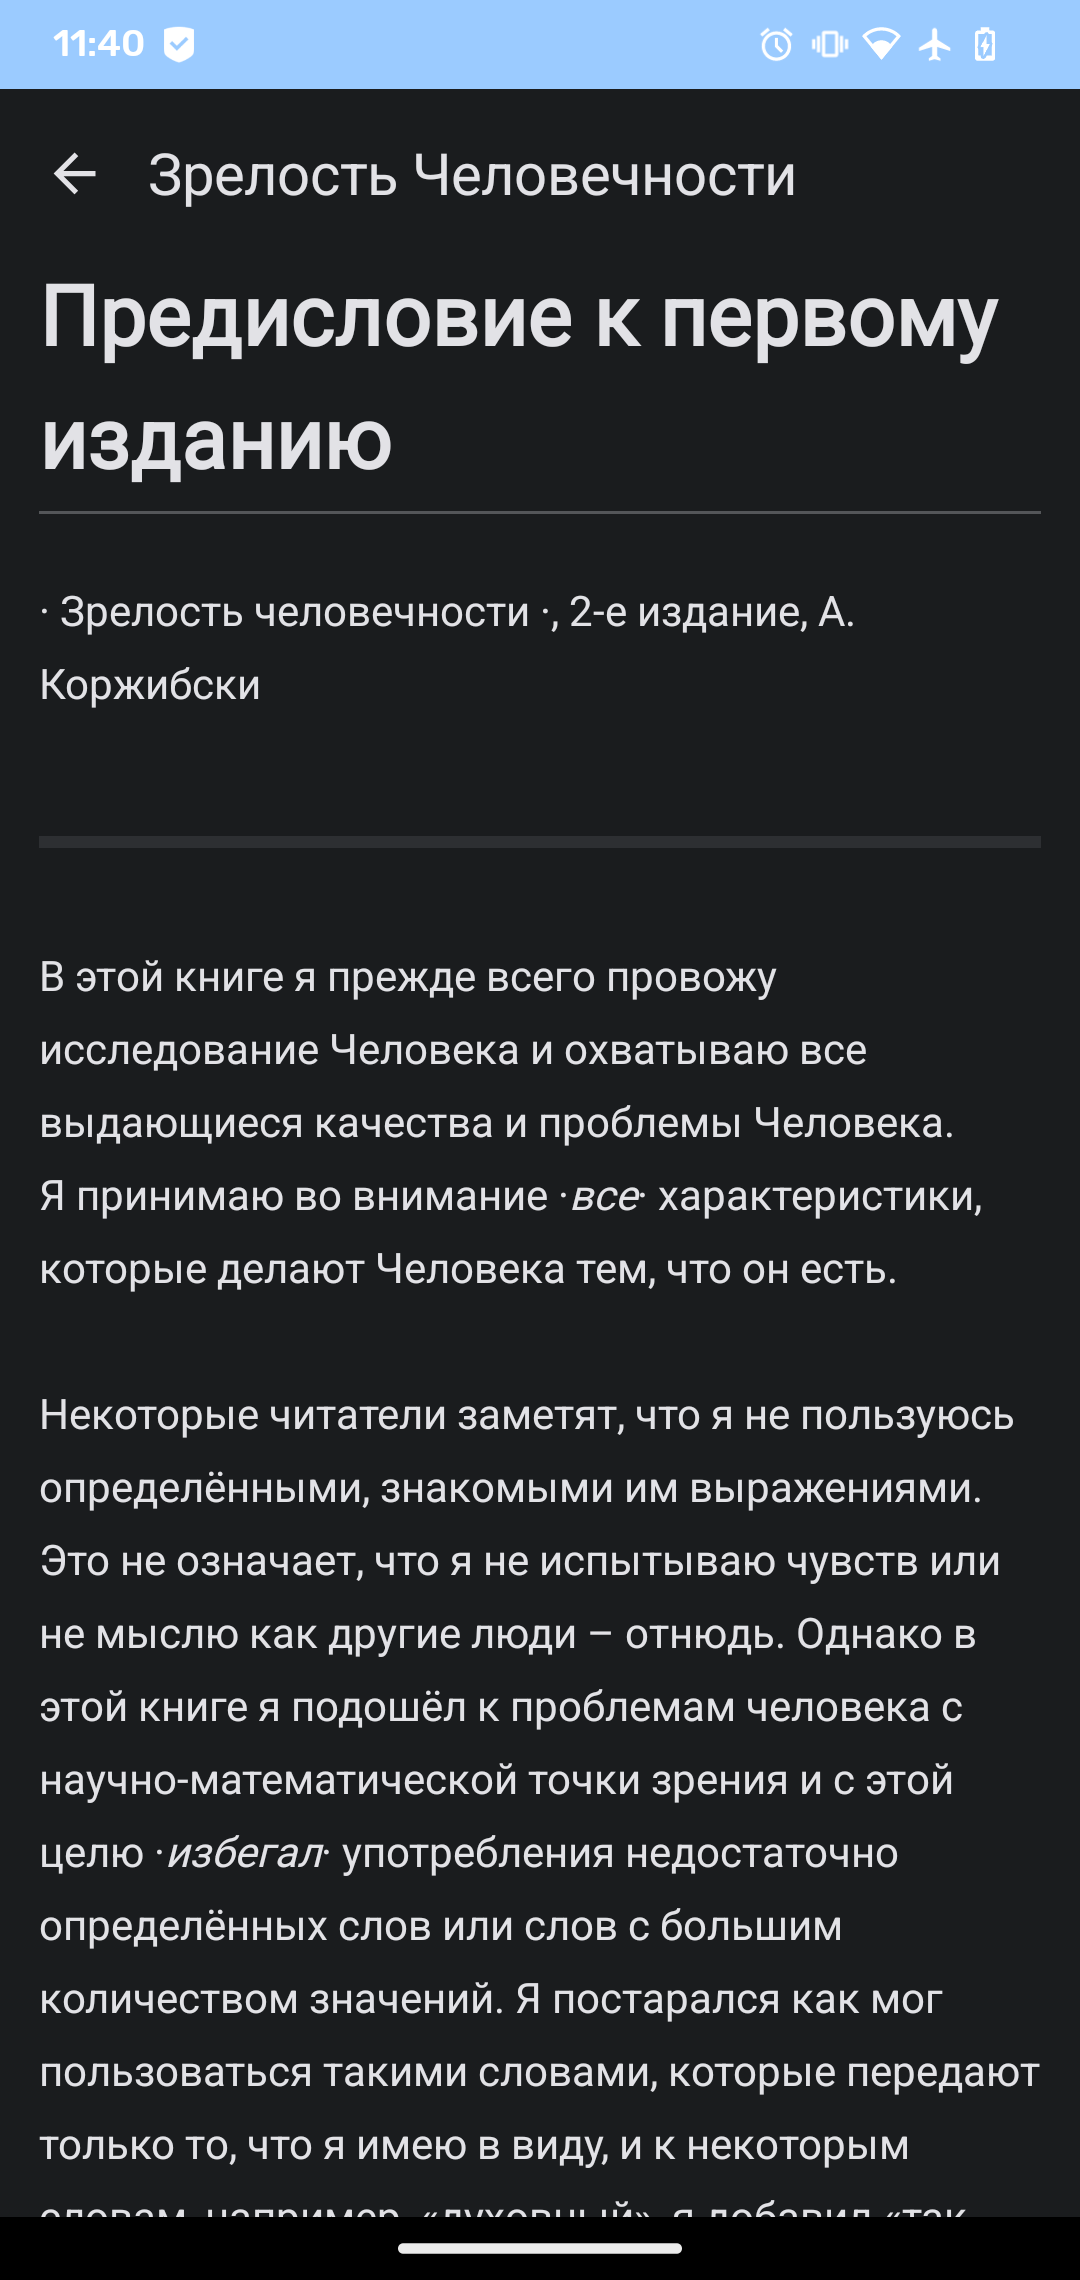 11:40
Зрелость Человечности
Предисловие к первому
изданию
· Зрелость человечности ·, 2-е издание, А.
Коржибски
В этой книге я прежде всего провожу
исследование Человека и охватываю все
выдающиеся качества и проблемы Человека.
Я принимаю во внимание ·все· характеристики,
которые делают Человека тем, что он есть.
Некоторые читатели заметят, что я не пользуюсь
определёнными, знакомыми им выражениями.
Это не означает, что я не испытываю чувств или
не мыслю как другие люди – отнюдь. Однако в
этой книге я подошёл к проблемам человека с
научно-математической точки зрения и с этой
целю ·избегал· употребления недостаточно
определённых слов или слов с большим
количеством значений. Я постарался как мог
пользоваться такими словами, которые передают
только то, что я имею в виду, и к некоторым
словам, например, «духовный», я добавил «так